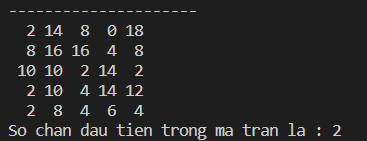 ---------------------
2 14 8 0 18
8 16 16 4 8
10 10 2 14 2
2 10 4 14 12
2 8 4 6 4
So chan dau tien trong ma tran la : 2